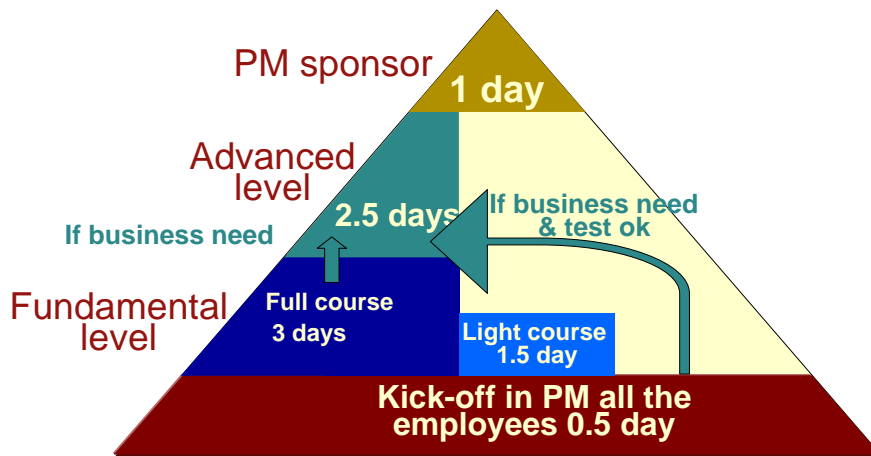 PM sponsor
1 day
Advanced
level
2.5 days
If business need
& test ok
If business need
Fundamental
level
Full course
3 days
Light course
1.5 day
Kick-off in PM all the
employees 0.5 day